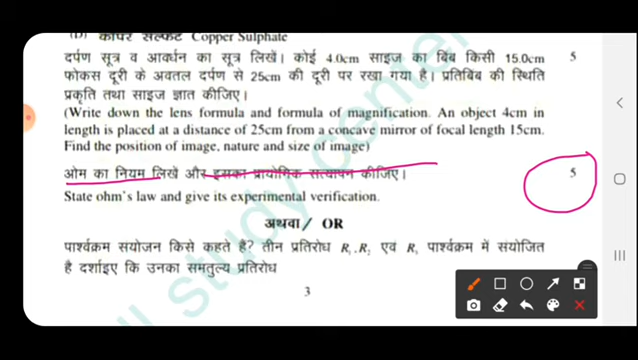 (D) कॉपर सल्फेट Copper Sulphate
दर्पण सूत्र व आवर्धन का सूत्र लिखें। कोई 4.0cm साइज का बिंब किसी 15.0cm 5
फोकस दूरी के अवतल दर्पण से 25cm की दूरी पर रखा गया है। प्रतिबिंब की स्थिति
प्रकृति तथा साइज ज्ञात कीजिए।
(Write down the lens formula and formula of magnification. An object 4cm in
length is placed at a distance of 25cm from a concave mirror of focal length 15cm.
Find the position of image, nature and size of image)
ओम का नियम लिखें और इसका प्रायोगिक सत्यापन कीजिए। 5
State ohm's law and give its experimental verification.
अथवा/ OR
पार्श्वक्रम संयोजन किसे कहते है? तीन प्रतिरोध R₁, R₂ एवं R₃ पार्श्वक्रम में संयोजित
है दर्शाइए कि उनका समतुल्य प्रतिरोध
3
ll study center